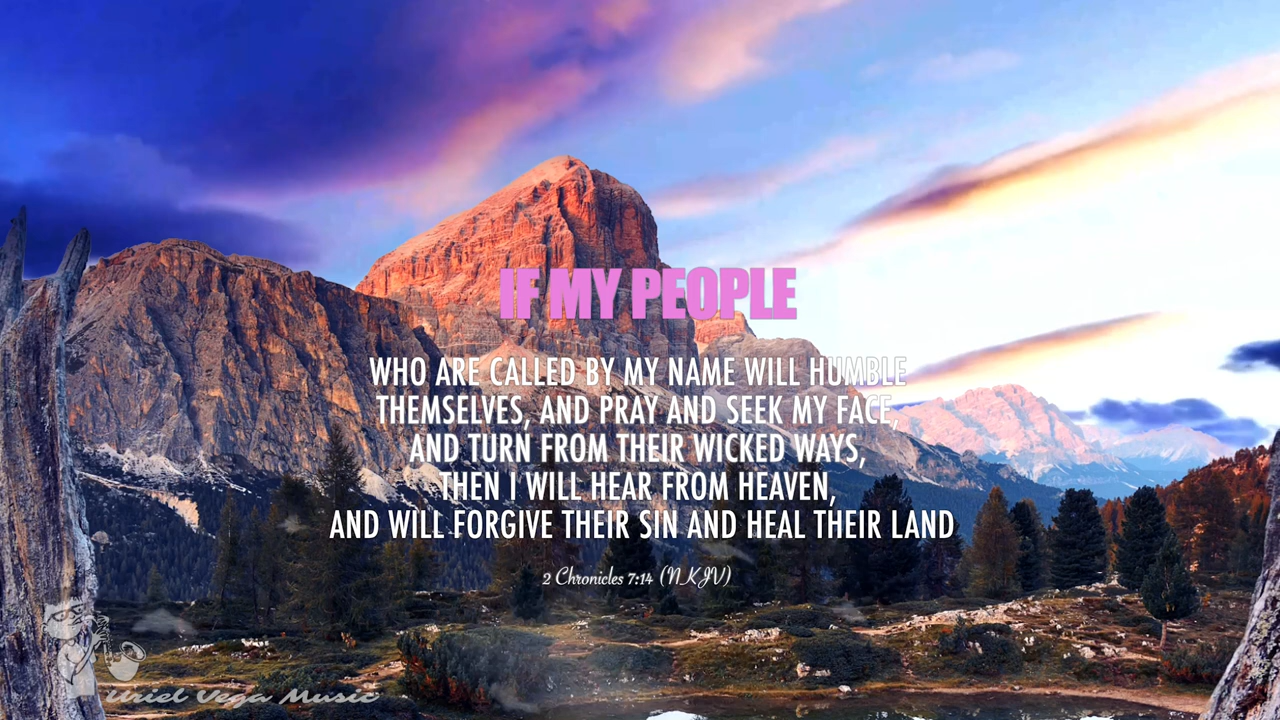 IF MY PEOPLE
WHO ARE CALLED BY MY NAME WILL HUMBLE
THEMSELVES, AND PRAY AND SEEK MY FACE,
AND TURN FROM THEIR WICKED WAYS,
THEN I WILL HEAR FROM HEAVEN,
AND WILL FORGIVE THEIR SIN AND HEAL THEIR LAND
2 Chronicles 7:14 (NKJV)
Uriel Vega Music